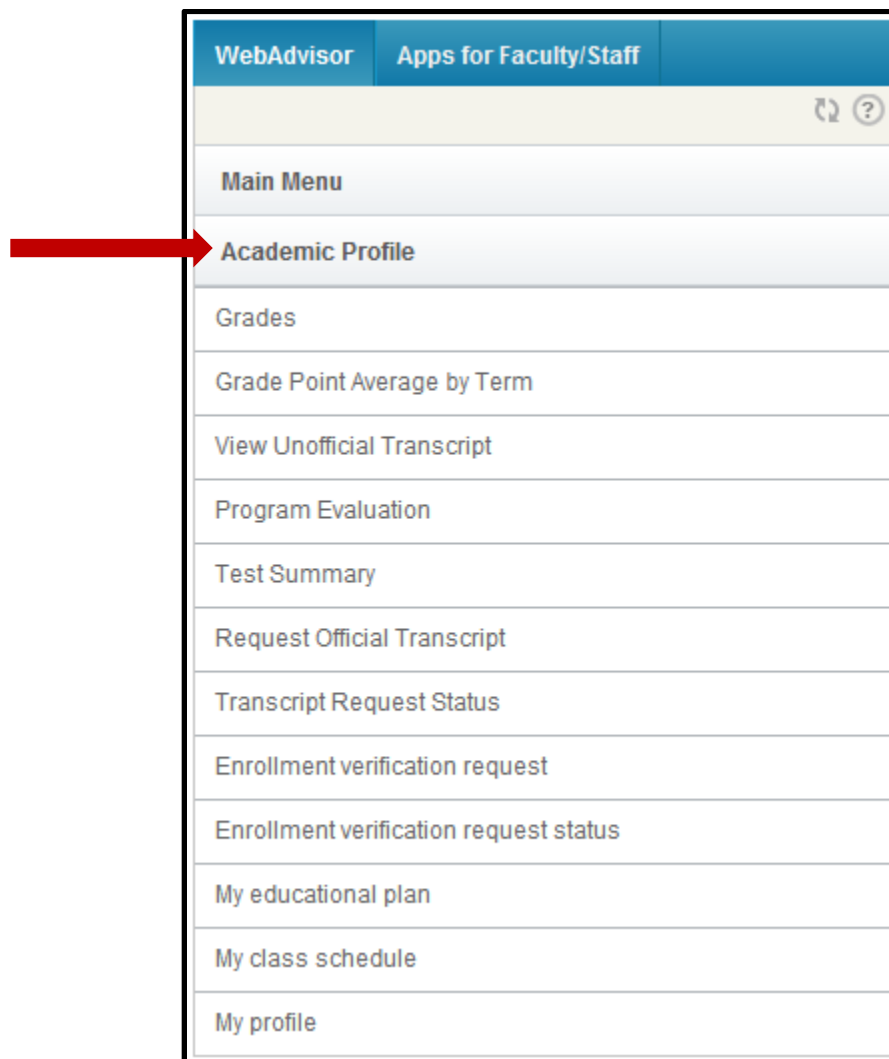 WebAdvisor Apps for Faculty/Staff
?
Main Menu
Academic Profile
Grades
Grade Point Average by Term
View Unofficial Transcript
Program Evaluation
Test Summary
Request Official Transcript
Transcript Request Status
Enrollment verification request
Enrollment verification request status
My educational plan
My class schedule
My profile